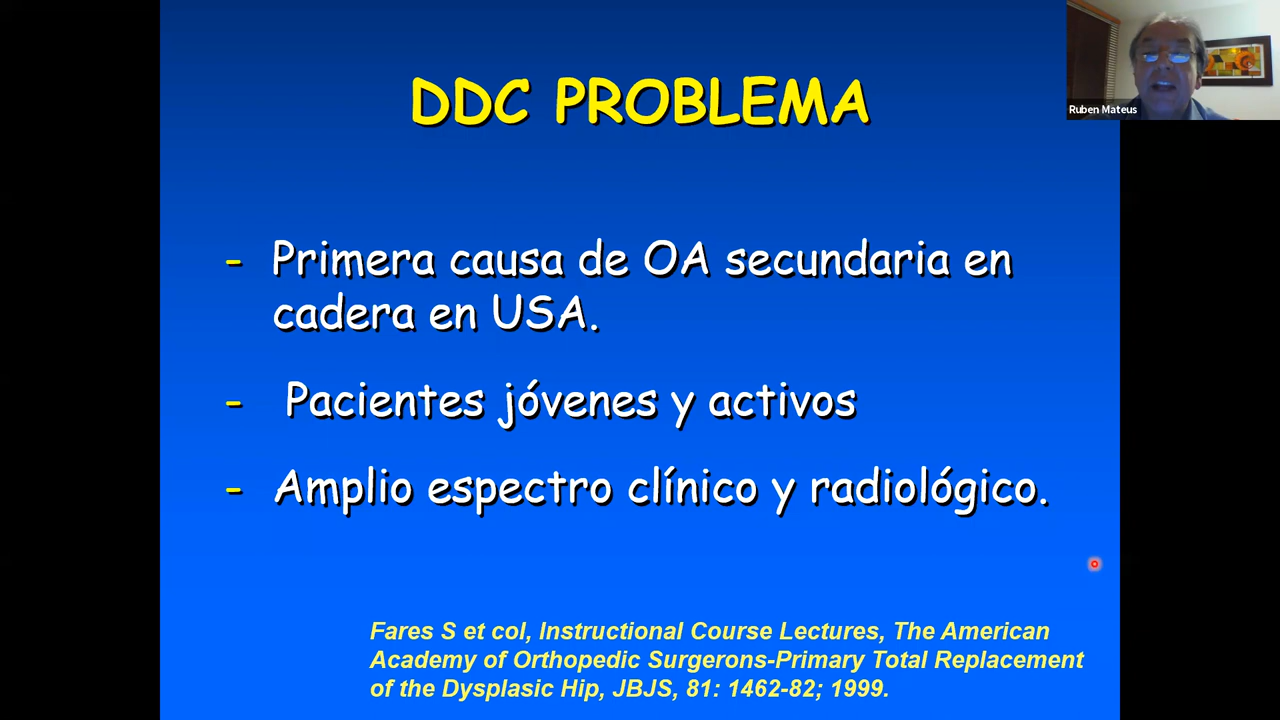 DDC PROBLEMA
Ruben Mateus
- Primera causa de OA secundaria en
cadera en USA.
- Pacientes jóvenes y activos
- Amplio espectro clínico y radiológico.
Fares S et col, Instructional Course Lectures, The American
Academy of Orthopedic Surgerons-Primary Total Replacement
of the Dysplasic Hip, JBJS, 81: 1462-82; 1999.